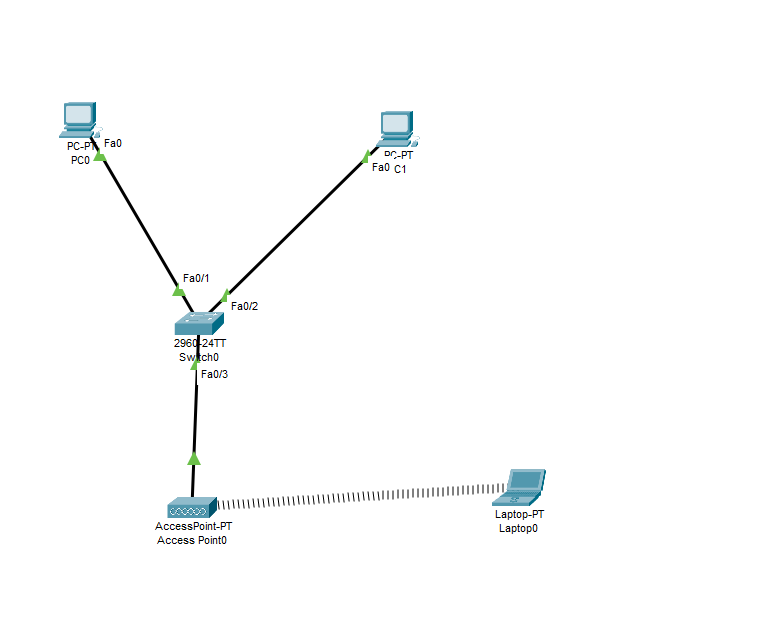 Fa0
PC-PT
PC0
PC-PT
Fa0
C1
Fa0/1
Fa0/2
2960-24TT
Switch0
Fa0/3
AccessPoint-PT
Access Point0
Laptop-PT
Laptop0